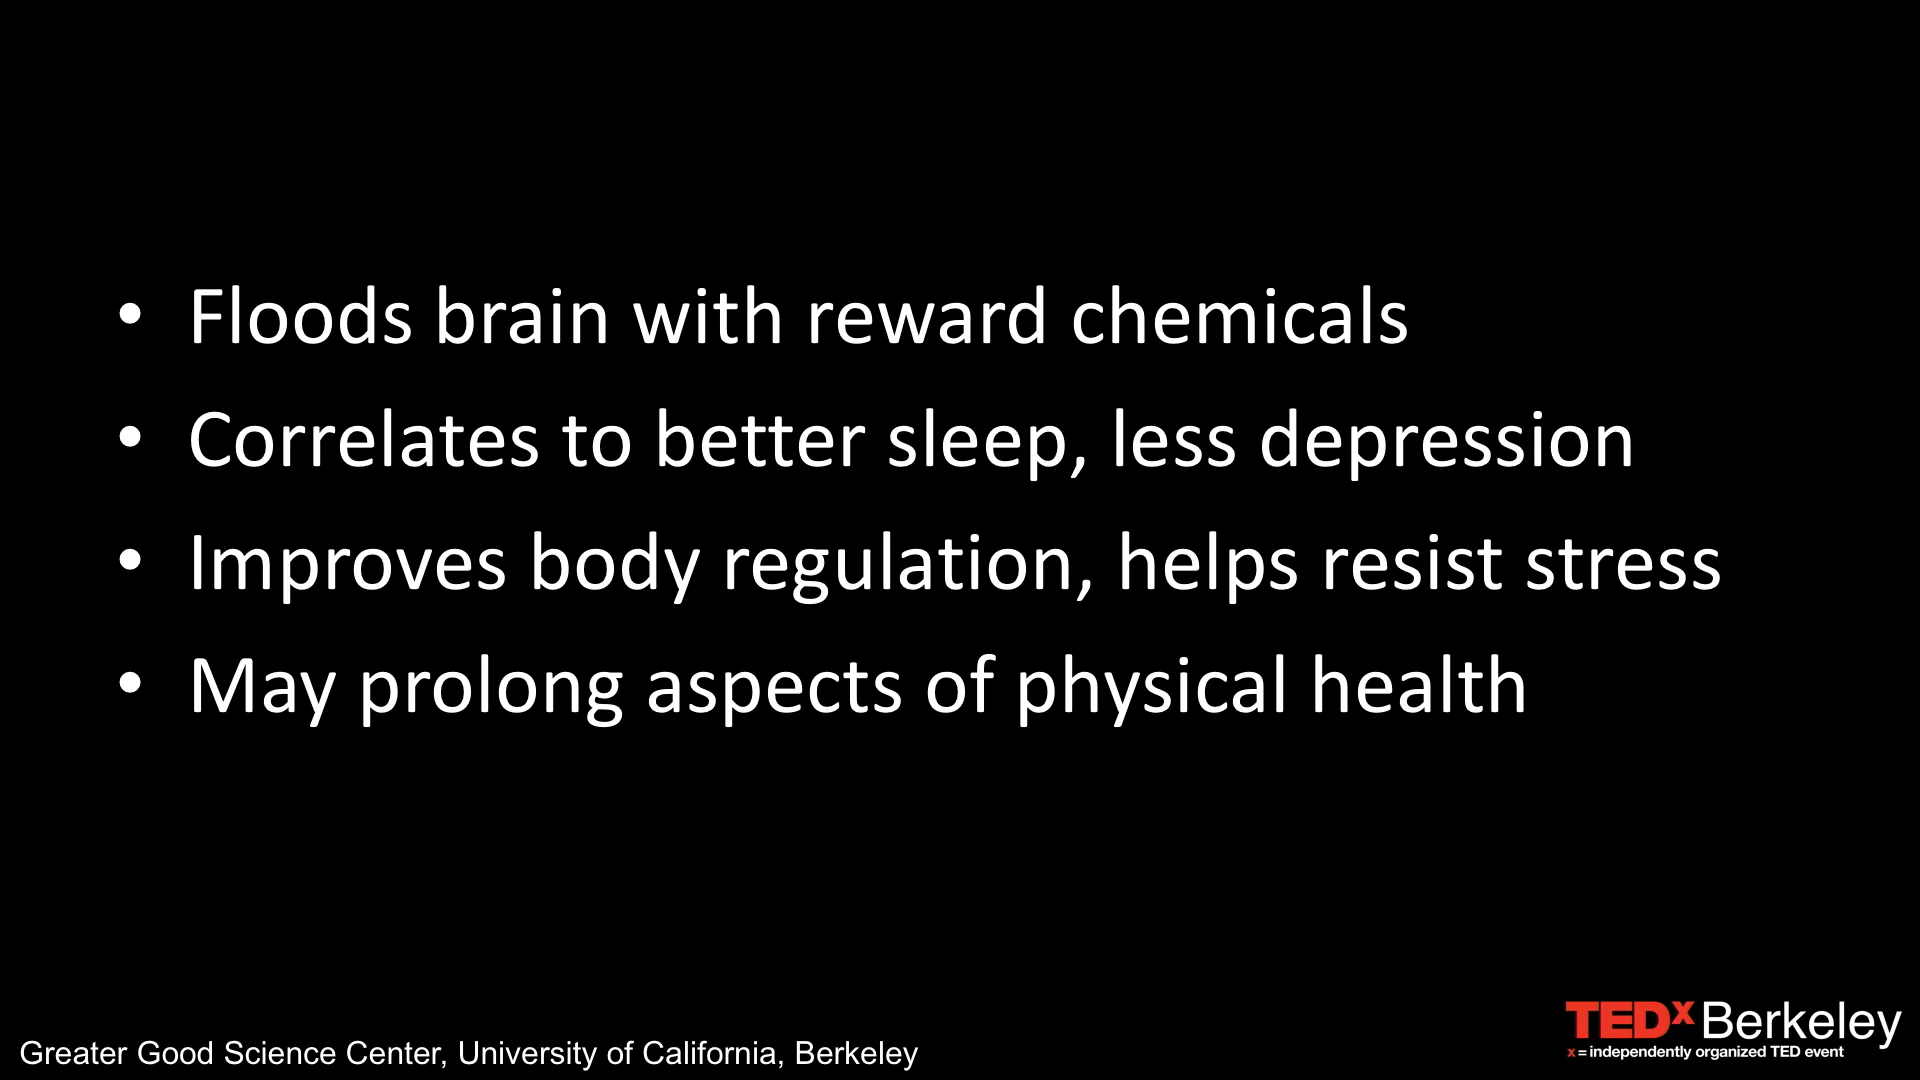 • Floods brain with reward chemicals
• Correlates to better sleep, less depression
• Improves body regulation, helps resist stress
• May prolong aspects of physical health
TEDx Berkeley
x = independently organized TED event
Greater Good Science Center, University of California, Berkeley